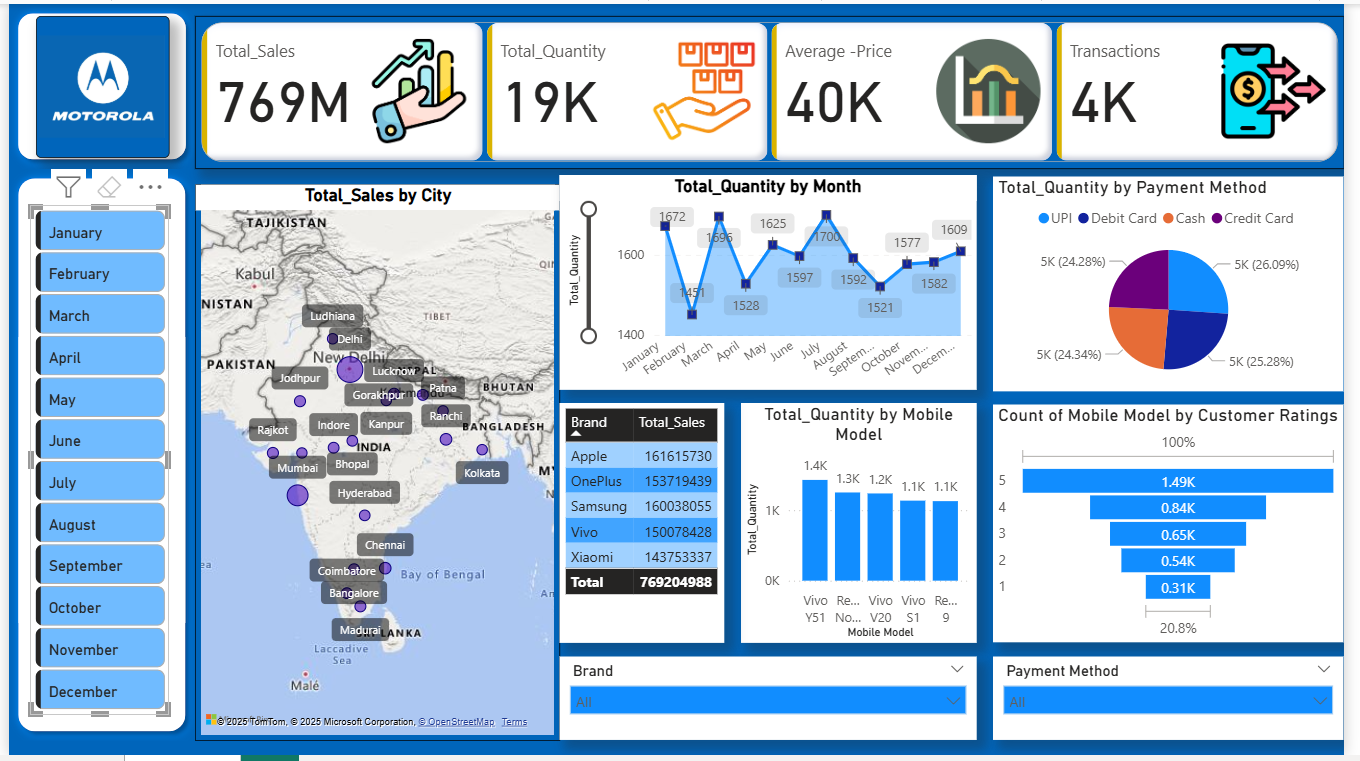 MOTOROLA
Total_Sales
769M
Total_Quantity
19K
Average -Price
40K
Transactions
4K
January
February
March
April
May
June
July
August
September
October
November
December
Total_Sales by City
TAJIKISTAN
Kabul
NISTAN
TIBET
Ludhiana
Delhi
New Delhi
PAKISTAN
Lucknow
Jodhpur
Gorakhpur
Patna
BHUTAN
Rajkot
Indore
Kanpur
Ranchi
BANGLADESH
INDIA
Mumbai
Bhopal
Kolkata
Hyderabad
Chennai
Coimbatore
Bay of Bengal
Bangalore
Madurai
LANKA
Laccadive
Sea
Malé
© 2025 TomTom, © 2025 Microsoft Corporation, © OpenStreetMap Terms
Total_Quantity by Month
Total_Quantity
1600
1400
1672
1451
1696
1528
1625
1597
1700
1592
1521
1577
1582
1609
January
February
March
April
May
June
July
August
Septem...
October
Novem...
Decem...
Total_Quantity by Payment Method
UPI Debit Card Cash Credit Card
5K (24.28%)
5K (26.09%)
5K (24.34%)
5K (25.28%)
Brand Total_Sales
Apple 161615730
OnePlus 153719439
Samsung 160038055
Vivo 150078428
Xiaomi 143753337
Total 769204988
Total_Quantity by Mobile
Model
Total_Quantity
1K
0K
1.4K
1.3K
1.2K
1.1K
1.1K
Vivo Re... Vivo Vivo Re...
Y51 No... V20 S1 9
Mobile Model
Count of Mobile Model by Customer Ratings
100%
5 1.49K
4 0.84K
3 0.65K
2 0.54K
1 0.31K
20.8%
Brand
All
Payment Method
All